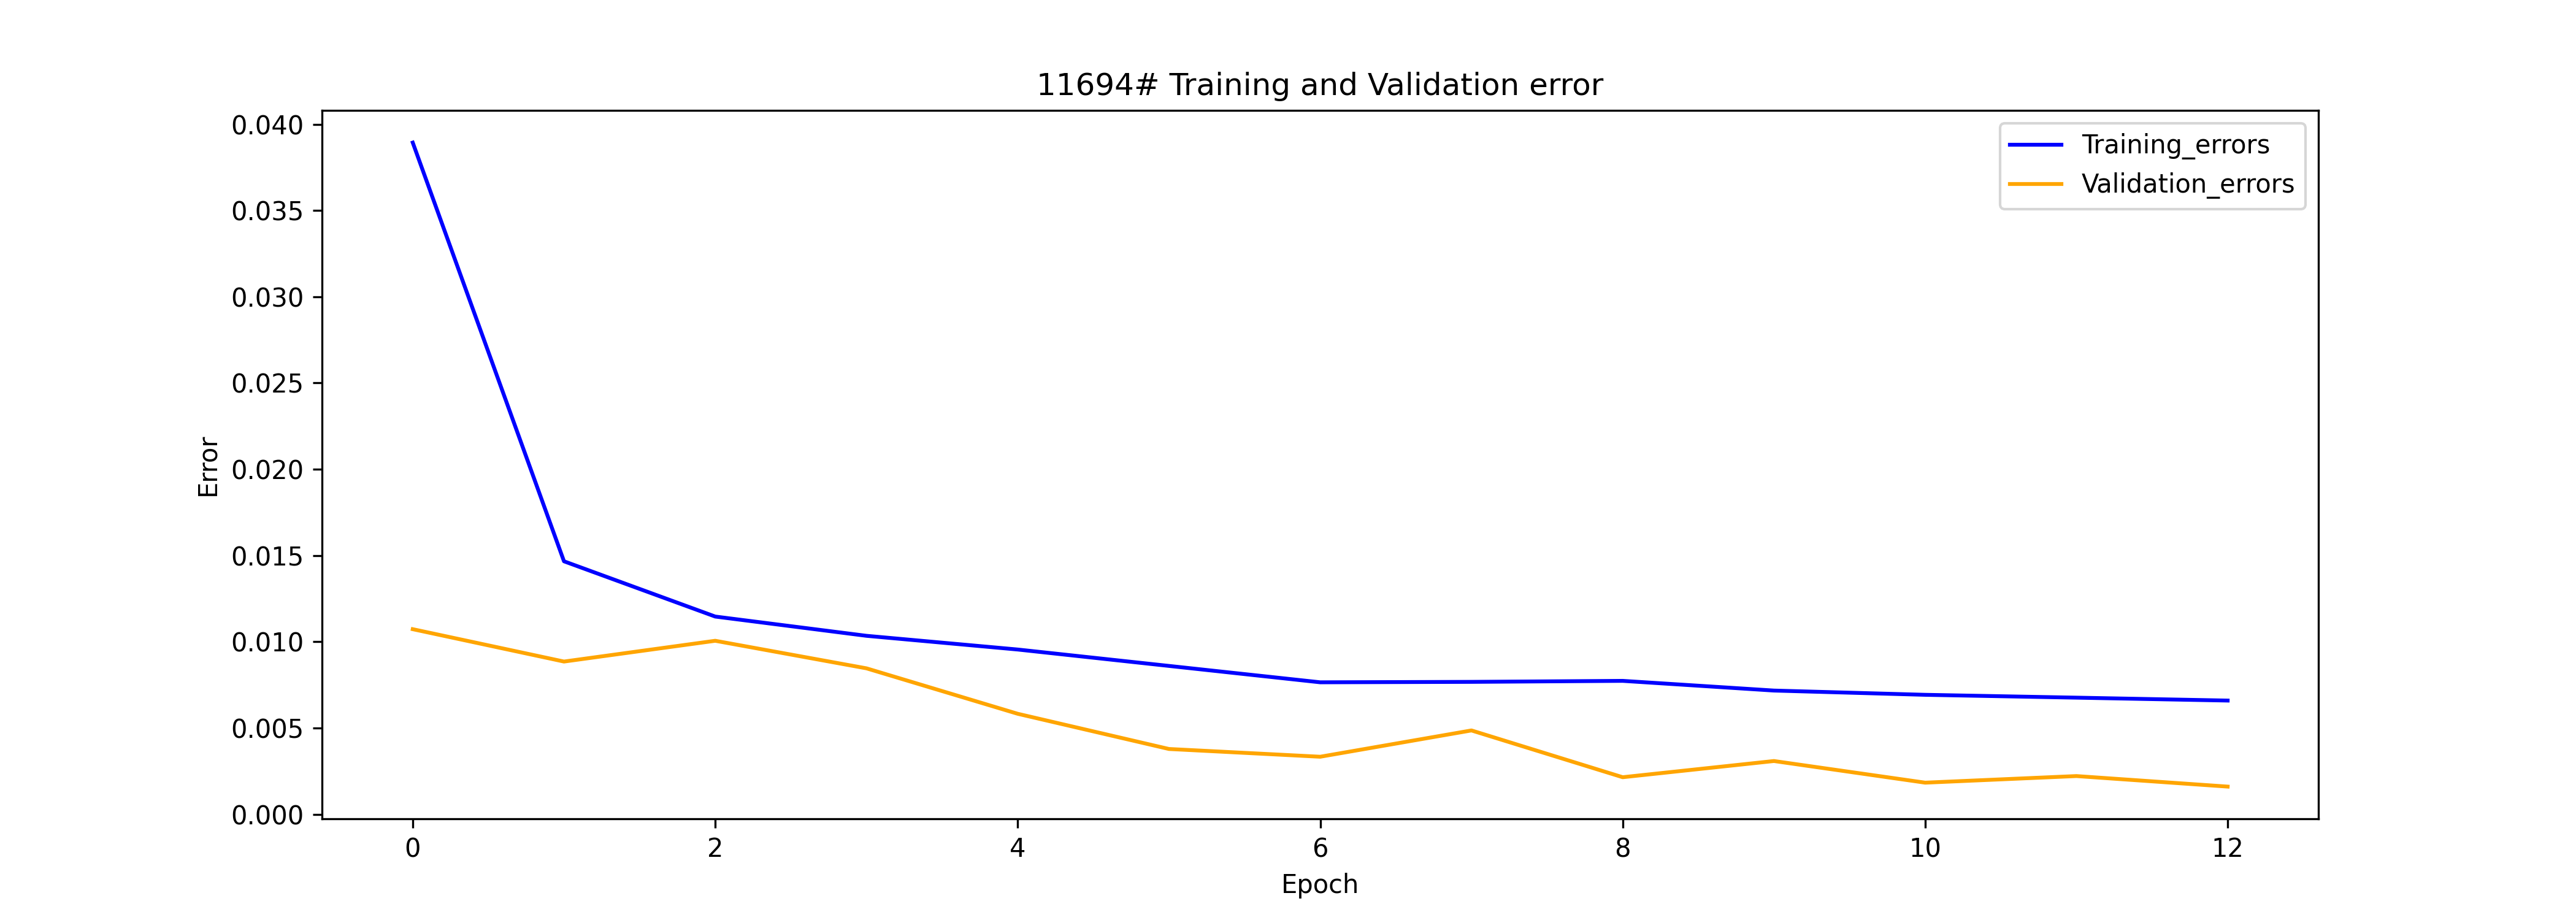 11694# Training and Validation error
Training_errors
Validation_errors
Error
0.040
0.035
0.030
0.025
0.020
0.015
0.010
0.005
0.000
0 2 4 6 8 10 12
Epoch